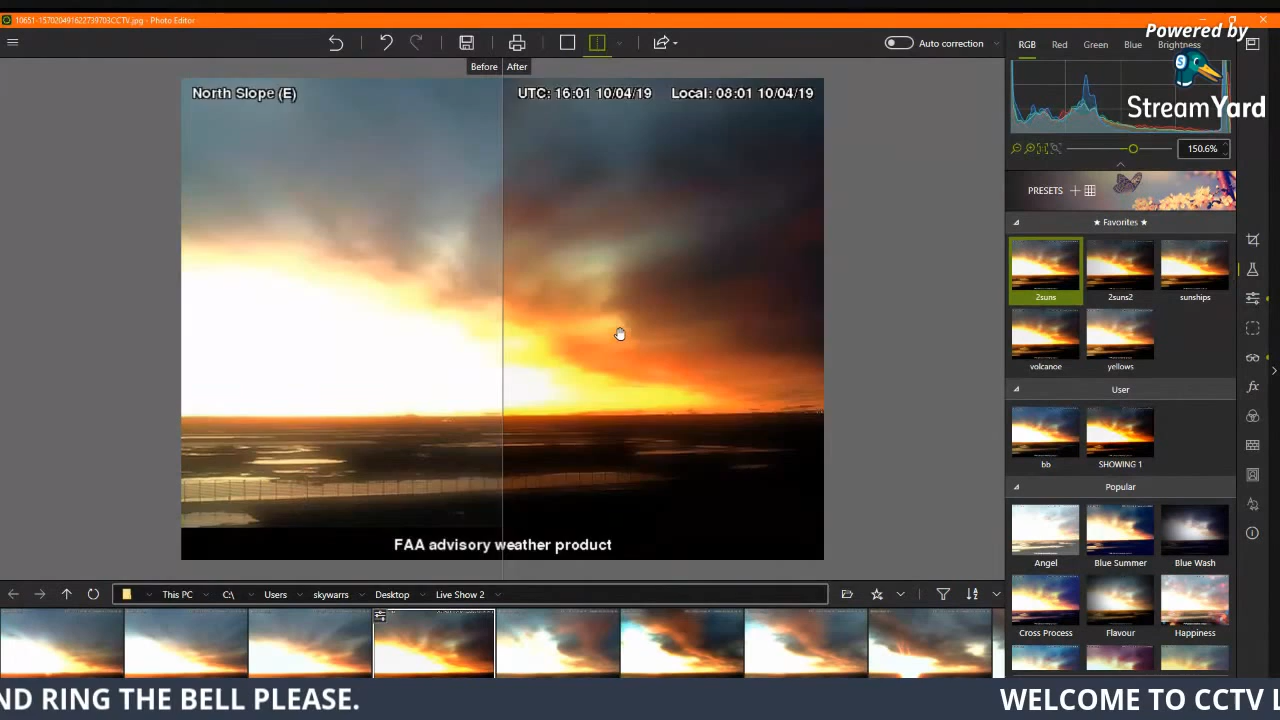 10651-157020491622739703CCTV.jpg - Photo Editor
Powered by
StreamYard
Auto correction
RGB Red Green Blue Brightness
Before After
North Slope (E) UTC: 16:01 10/04/19 Local: 08:01 10/04/19
150.6%
PRESETS
★ Favorites ★
2suns 2suns2 sunships
volcanoe yellows
User
bb SHOWING 1
Popular
Angel Blue Summer Blue Wash
Cross Process Flavour Happiness
FAA advisory weather product
This PC C:\ Users skywarrs Desktop Live Show 2
ND RING THE BELL PLEASE. WELCOME TO CCTV L